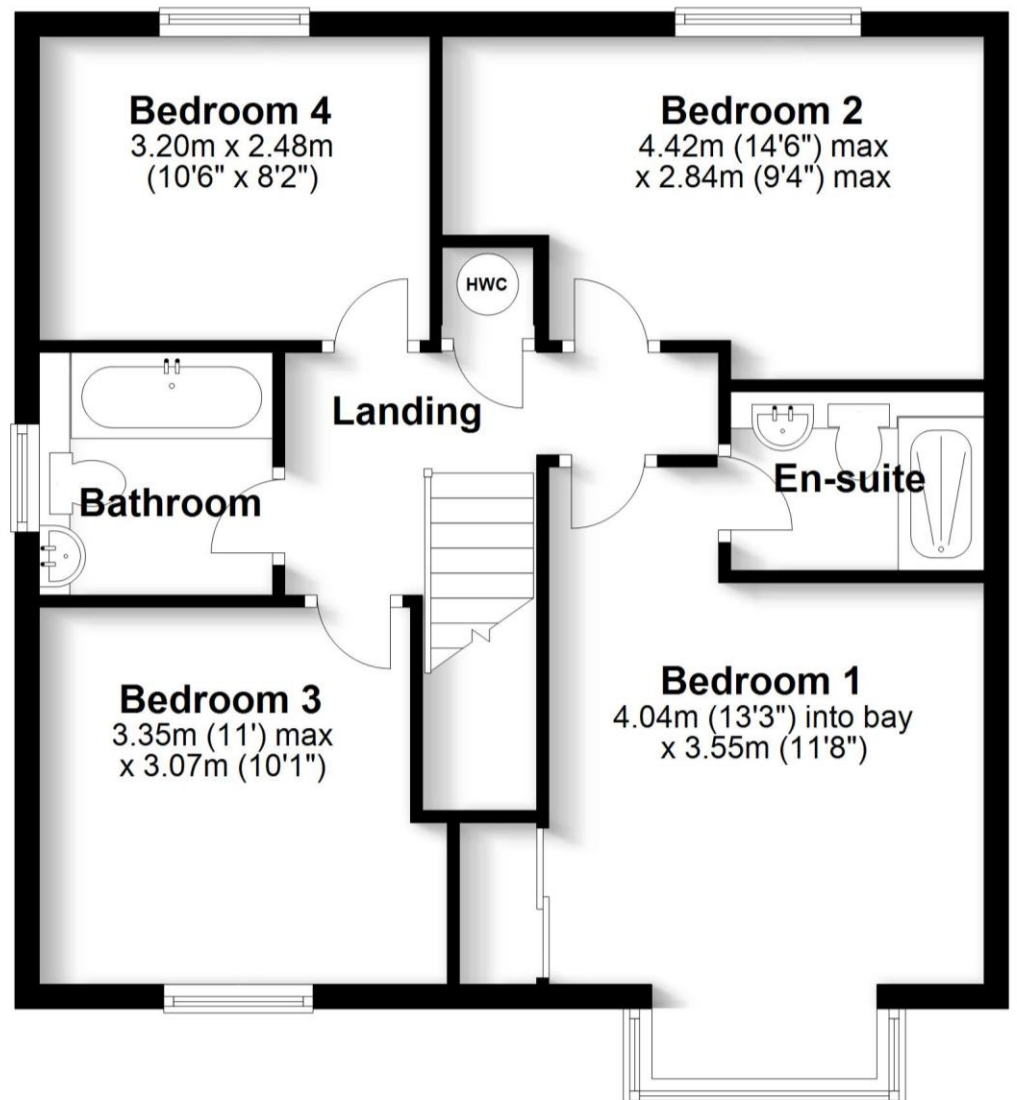 Bedroom 4
3.20m x 2.48m
(10'6" x 8'2")
Bedroom 2
4.42m (14'6") max
x 2.84m (9'4") max
HWC
Landing
Bathroom
En-suite
Bedroom 3
3.35m (11') max
x 3.07m (10'1")
Bedroom 1
4.04m (13'3") into bay
x 3.55m (11'8")